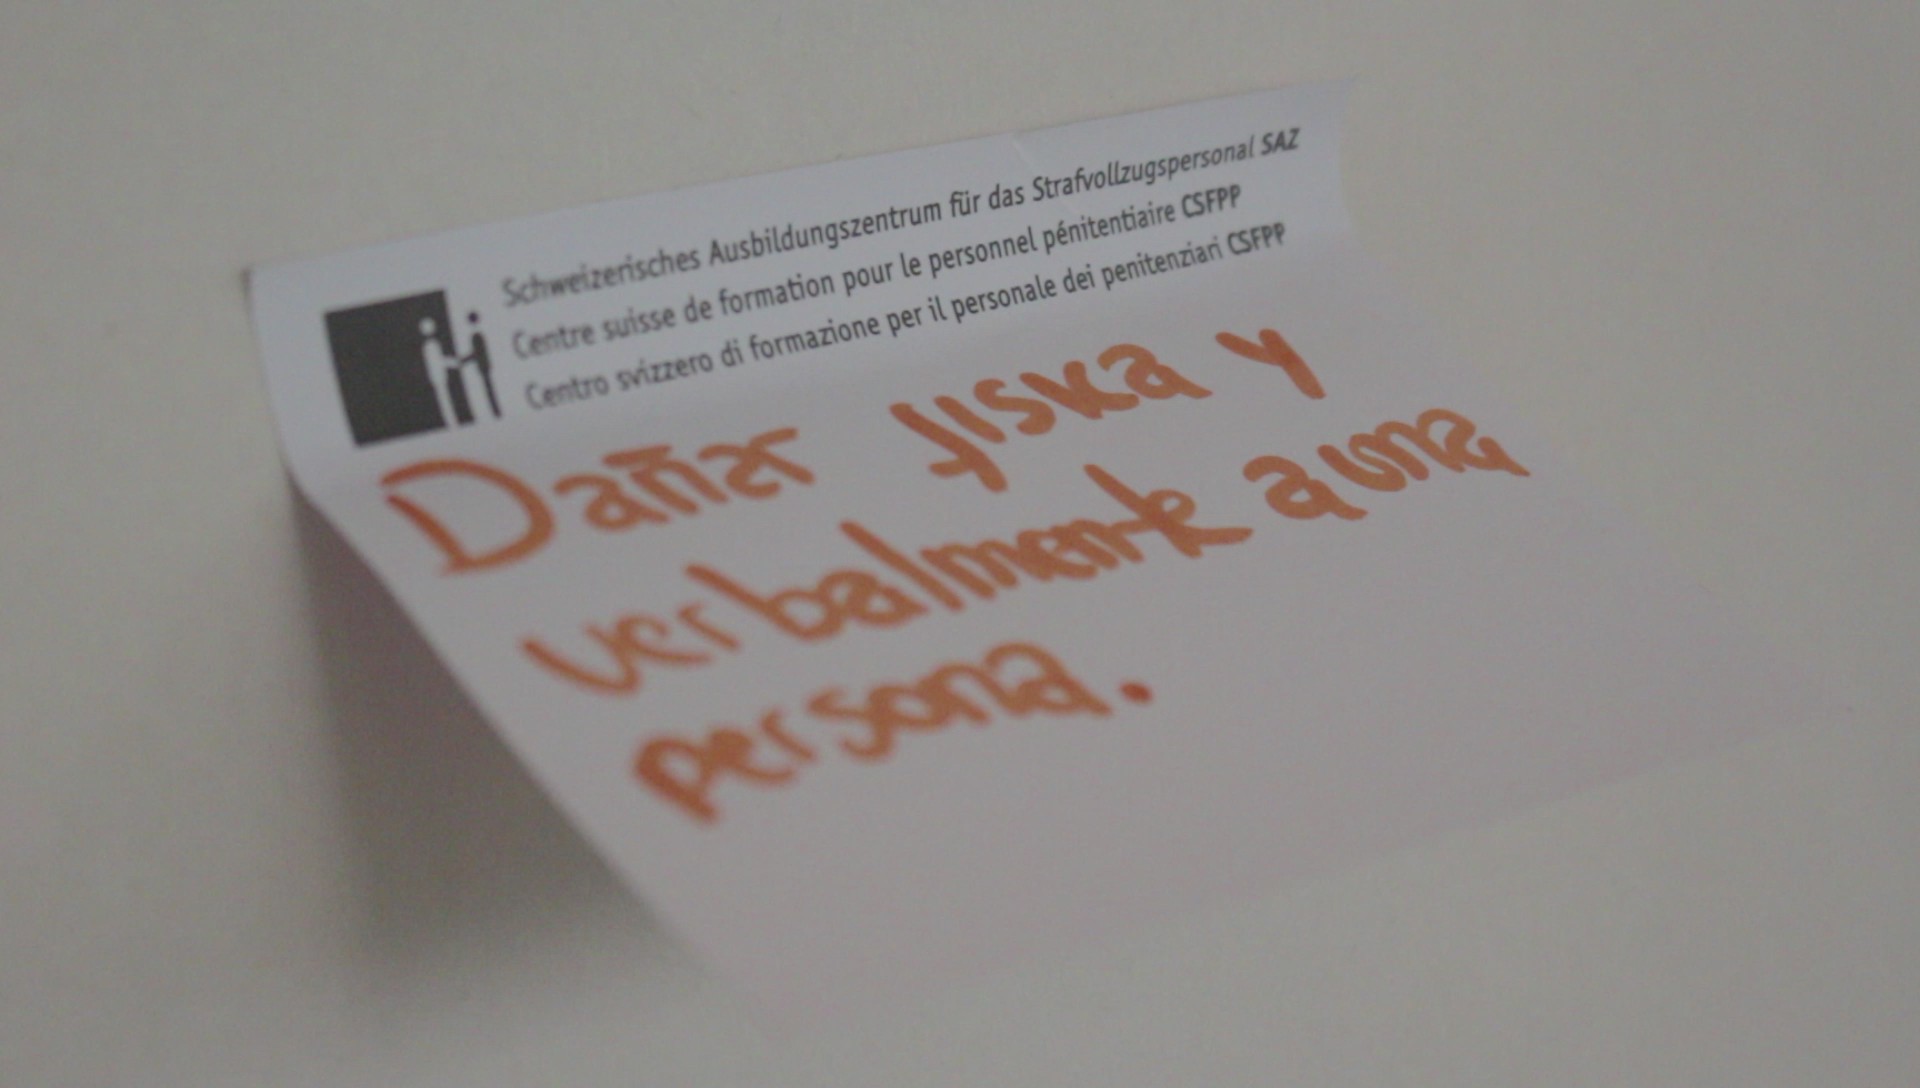 Schweizerisches Ausbildungszentrum für das Strafvollzugspersonal SAZ
Centre suisse de formation pour le personnel pénitentiaire CSFPP
Centro svizzero di formazione per il personale dei penitenziari CSFPP
Dañar fisica y
verbalmente a una
persona.